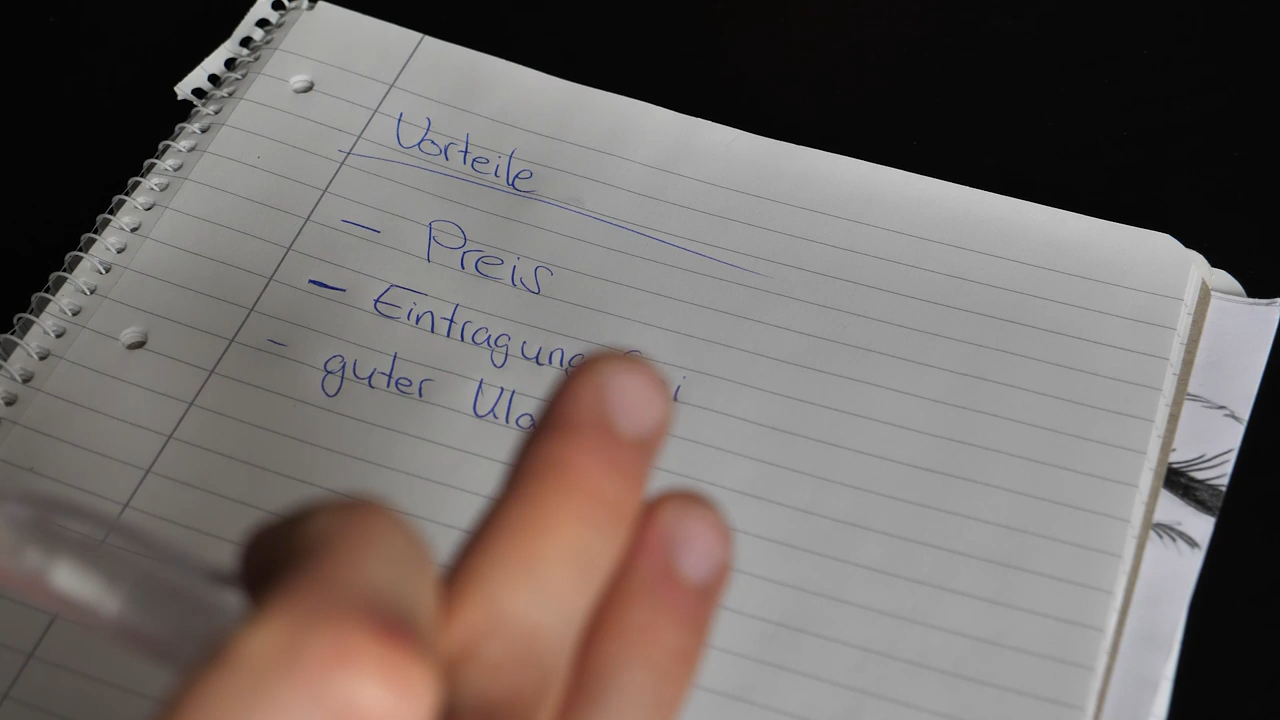 Vorteile
- Preis
- Eintragung
- guter